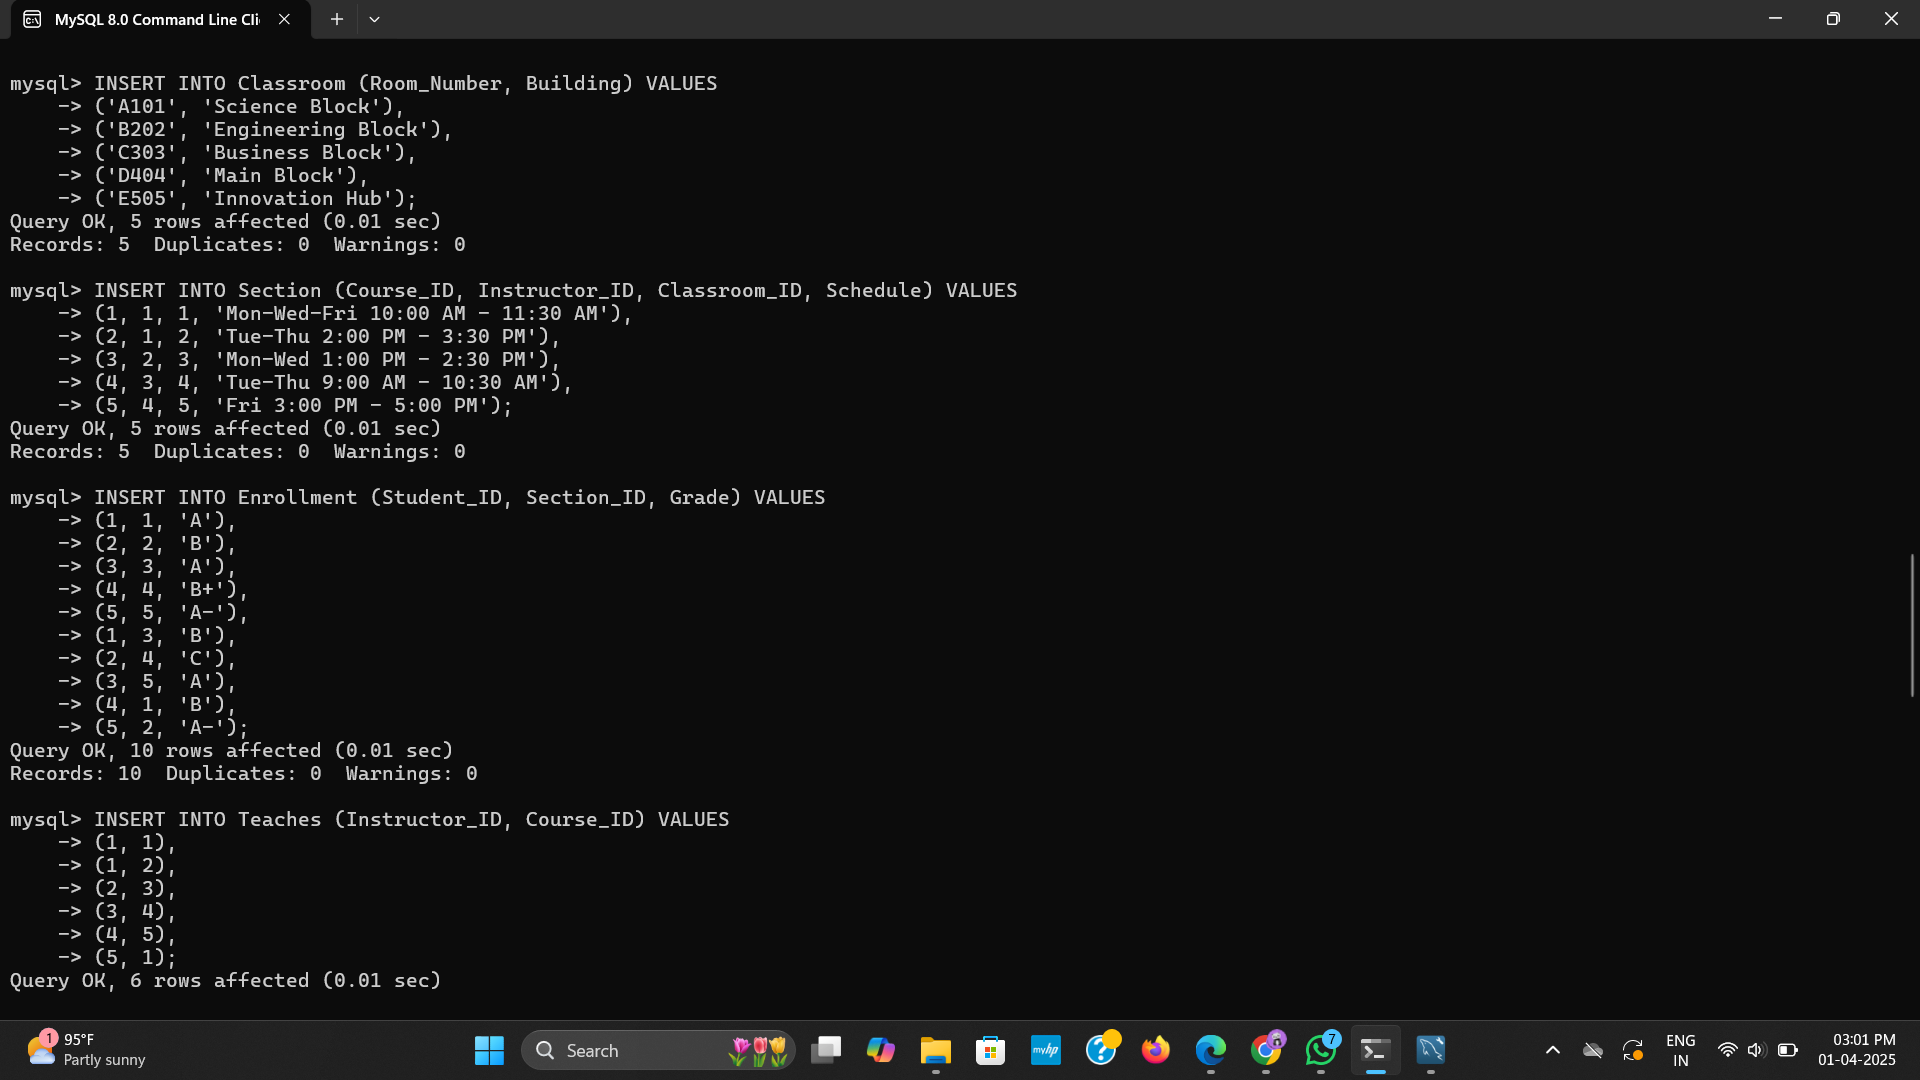 MySQL 8.0 Command Line Cli
mysql> INSERT INTO Classroom (Room_Number, Building) VALUES
    -> ('A101', 'Science Block'),
    -> ('B202', 'Engineering Block'),
    -> ('C303', 'Business Block'),
    -> ('D404', 'Main Block'),
    -> ('E505', 'Innovation Hub');
Query OK, 5 rows affected (0.01 sec)
Records: 5  Duplicates: 0  Warnings: 0
mysql> INSERT INTO Section (Course_ID, Instructor_ID, Classroom_ID, Schedule) VALUES
    -> (1, 1, 1, 'Mon-Wed-Fri 10:00 AM - 11:30 AM'),
    -> (2, 1, 2, 'Tue-Thu 2:00 PM - 3:30 PM'),
    -> (3, 2, 3, 'Mon-Wed 1:00 PM - 2:30 PM'),
    -> (4, 3, 4, 'Tue-Thu 9:00 AM - 10:30 AM'),
    -> (5, 4, 5, 'Fri 3:00 PM - 5:00 PM');
Query OK, 5 rows affected (0.01 sec)
Records: 5  Duplicates: 0  Warnings: 0
mysql> INSERT INTO Enrollment (Student_ID, Section_ID, Grade) VALUES
    -> (1, 1, 'A'),
    -> (2, 2, 'B'),
    -> (3, 3, 'A'),
    -> (4, 4, 'B+'),
    -> (5, 5, 'A-'),
    -> (1, 3, 'B'),
    -> (2, 4, 'C'),
    -> (3, 5, 'A'),
    -> (4, 1, 'B'),
    -> (5, 2, 'A-');
Query OK, 10 rows affected (0.01 sec)
Records: 10  Duplicates: 0  Warnings: 0
mysql> INSERT INTO Teaches (Instructor_ID, Course_ID) VALUES
    -> (1, 1),
    -> (1, 2),
    -> (2, 3),
    -> (3, 4),
    -> (4, 5),
    -> (5, 1);
Query OK, 6 rows affected (0.01 sec)
1
95°F
Partly sunny
Search
myhp
7
ENG
IN
03:01 PM
01-04-2025